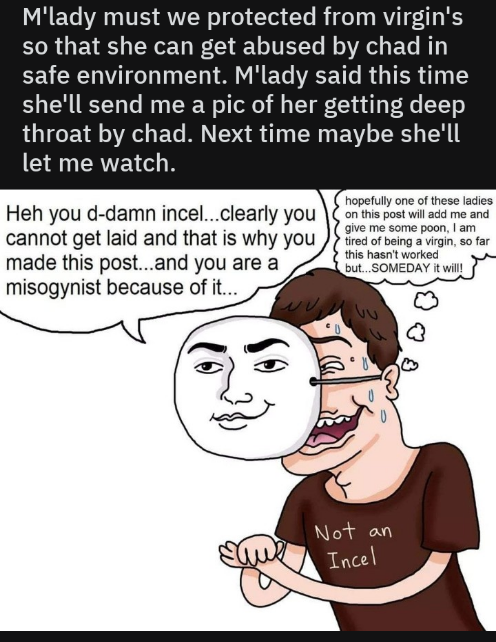 M'lady must we protected from virgin's
so that she can get abused by chad in
safe environment. M'lady said this time
she'll send me a pic of her getting deep
throat by chad. Next time maybe she'll
let me watch.
Heh you d-damn incel...clearly you
cannot get laid and that is why you
made this post...and you are a
misogynist because of it...
hopefully one of these ladies
on this post will add me and
give me some poon, I am
tired of being a virgin, so far
this hasn't worked
but...SOMEDAY it will!
Not an
Incel